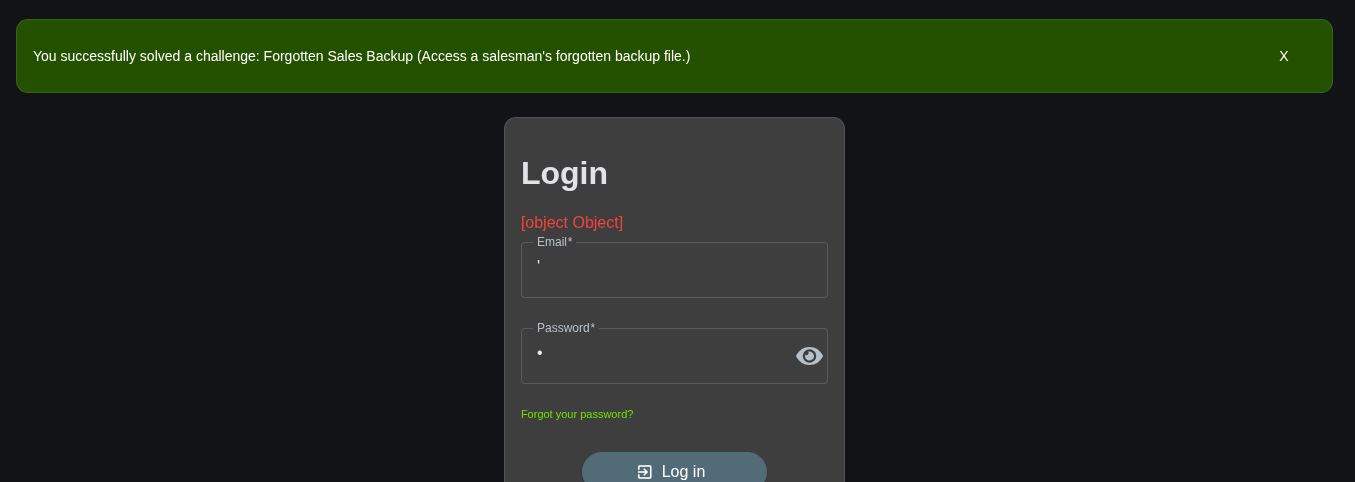 You successfully solved a challenge: Forgotten Sales Backup (Access a salesman's forgotten backup file.) X
Login
[object Object]
Email*
'
Password*
•
Forgot your password?
Log in